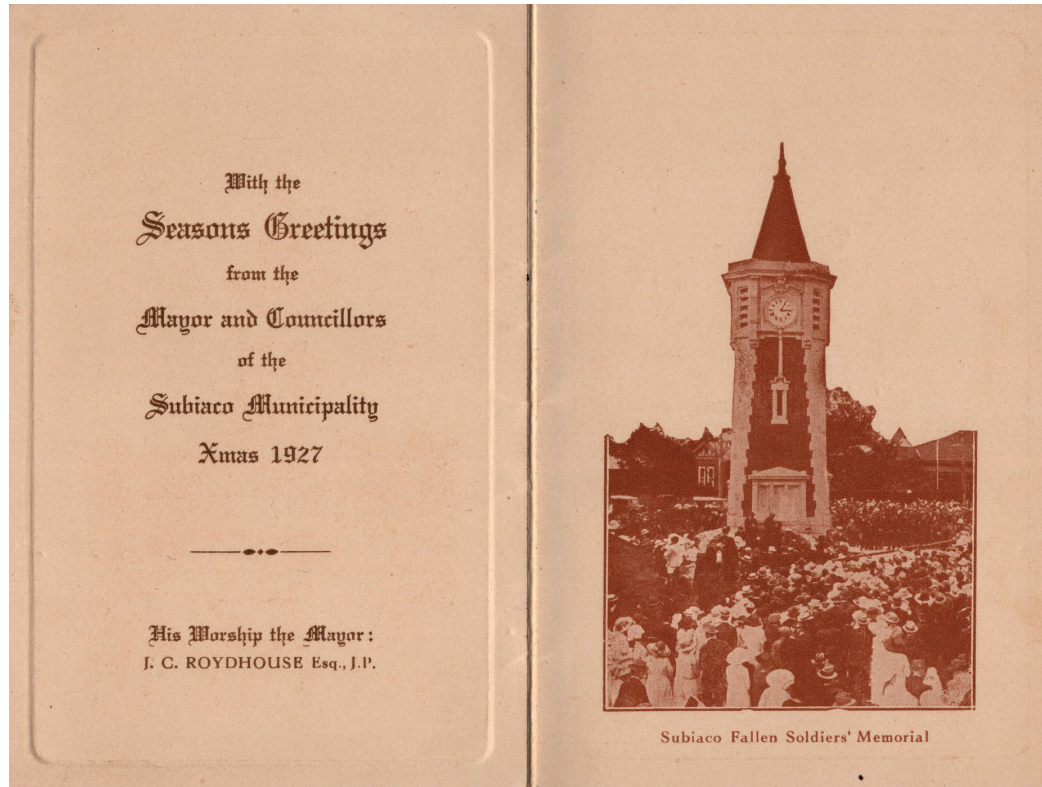 With the
Seasons Greetings
from the
Mayor and Councillors
of the
Subiaco Municipality
Xmas 1927
His Worship the Mayor:
J. C. ROYDHOUSE Esq., J.P.
Subiaco Fallen Soldiers' Memorial